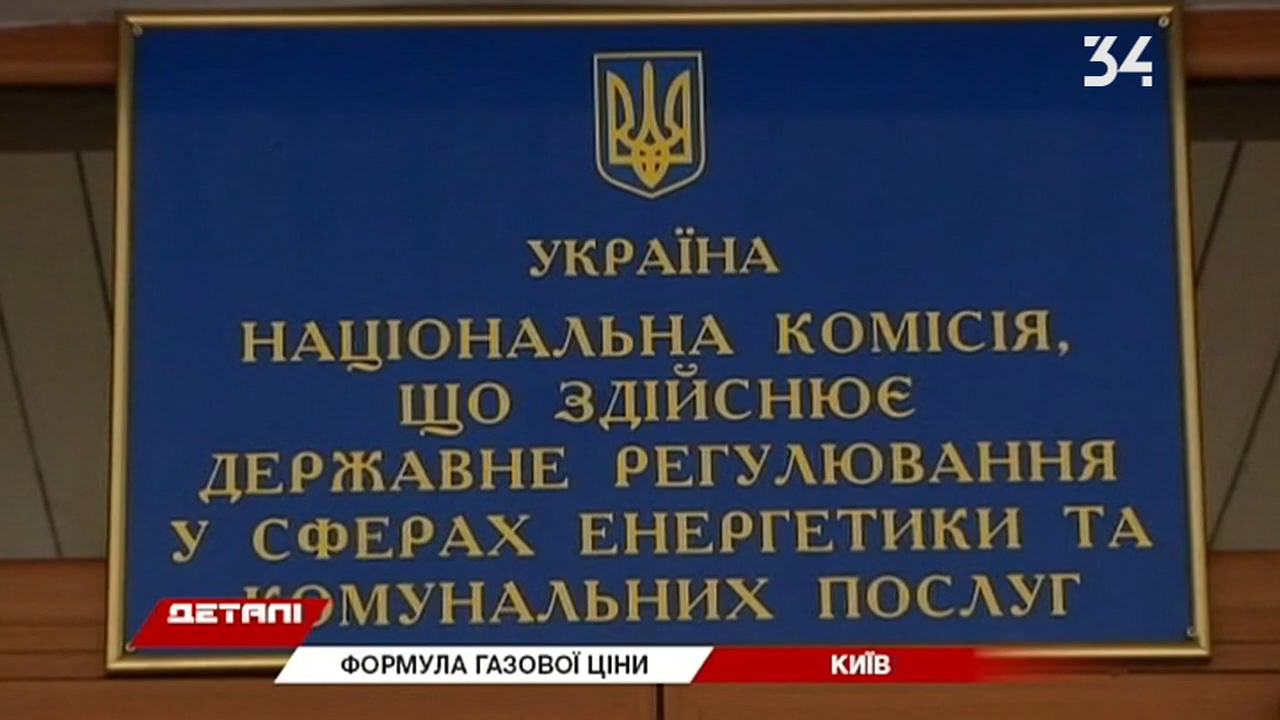 34
УКРАЇНА
НАЦІОНАЛЬНА КОМІСІЯ,
ЩО ЗДІЙСНЮЄ
ДЕРЖАВНЕ РЕГУЛЮВАННЯ
У СФЕРАХ ЕНЕРГЕТИКИ ТА
КОМУНАЛЬНИХ ПОСЛУГ
ДЕТАЛІ
ФОРМУЛА ГАЗОВОЇ ЦІНИ КИЇВ